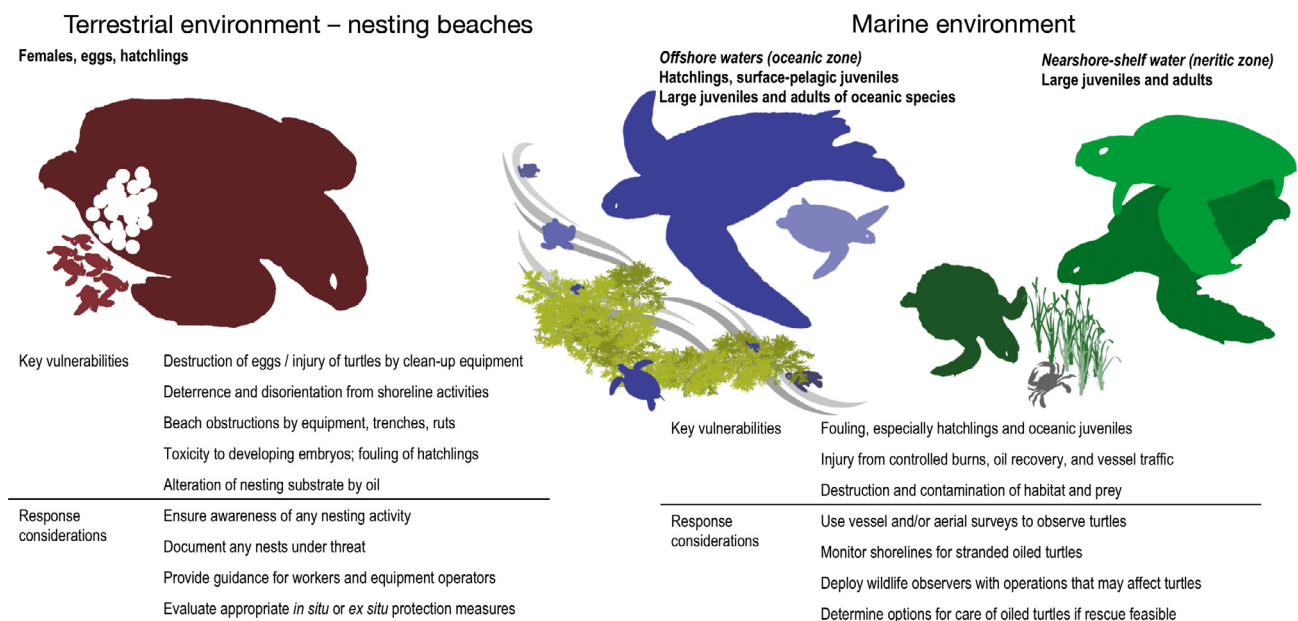 Terrestrial environment – nesting beaches
Females, eggs, hatchlings
Key vulnerabilities
Destruction of eggs / injury of turtles by clean-up equipment
Deterrence and disorientation from shoreline activities
Beach obstructions by equipment, trenches, ruts
Toxicity to developing embryos; fouling of hatchlings
Alteration of nesting substrate by oil
Response
considerations
Ensure awareness of any nesting activity
Document any nests under threat
Provide guidance for workers and equipment operators
Evaluate appropriate in situ or ex situ protection measures
Marine environment
Offshore waters (oceanic zone)
Hatchlings, surface-pelagic juveniles
Large juveniles and adults of oceanic species
Nearshore-shelf water (neritic zone)
Large juveniles and adults
Key vulnerabilities
Fouling, especially hatchlings and oceanic juveniles
Injury from controlled burns, oil recovery, and vessel traffic
Destruction and contamination of habitat and prey
Response
considerations
Use vessel and/or aerial surveys to observe turtles
Monitor shorelines for stranded oiled turtles
Deploy wildlife observers with operations that may affect turtles
Determine options for care of oiled turtles if rescue feasible